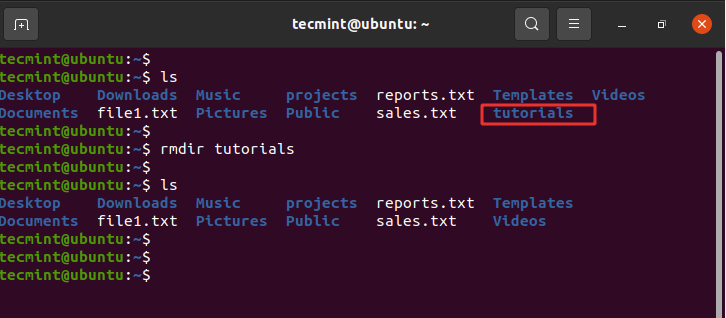 tecmint@ubuntu: ~
tecmint@ubuntu:~$
tecmint@ubuntu:~$ ls
Desktop Downloads Music projects reports.txt Templates Videos
Documents file1.txt Pictures Public sales.txt tutorials
tecmint@ubuntu:~$
tecmint@ubuntu:~$ rmdir tutorials
tecmint@ubuntu:~$
tecmint@ubuntu:~$ ls
Desktop Downloads Music projects reports.txt Templates
Documents file1.txt Pictures Public sales.txt Videos
tecmint@ubuntu:~$
tecmint@ubuntu:~$
tecmint@ubuntu:~$